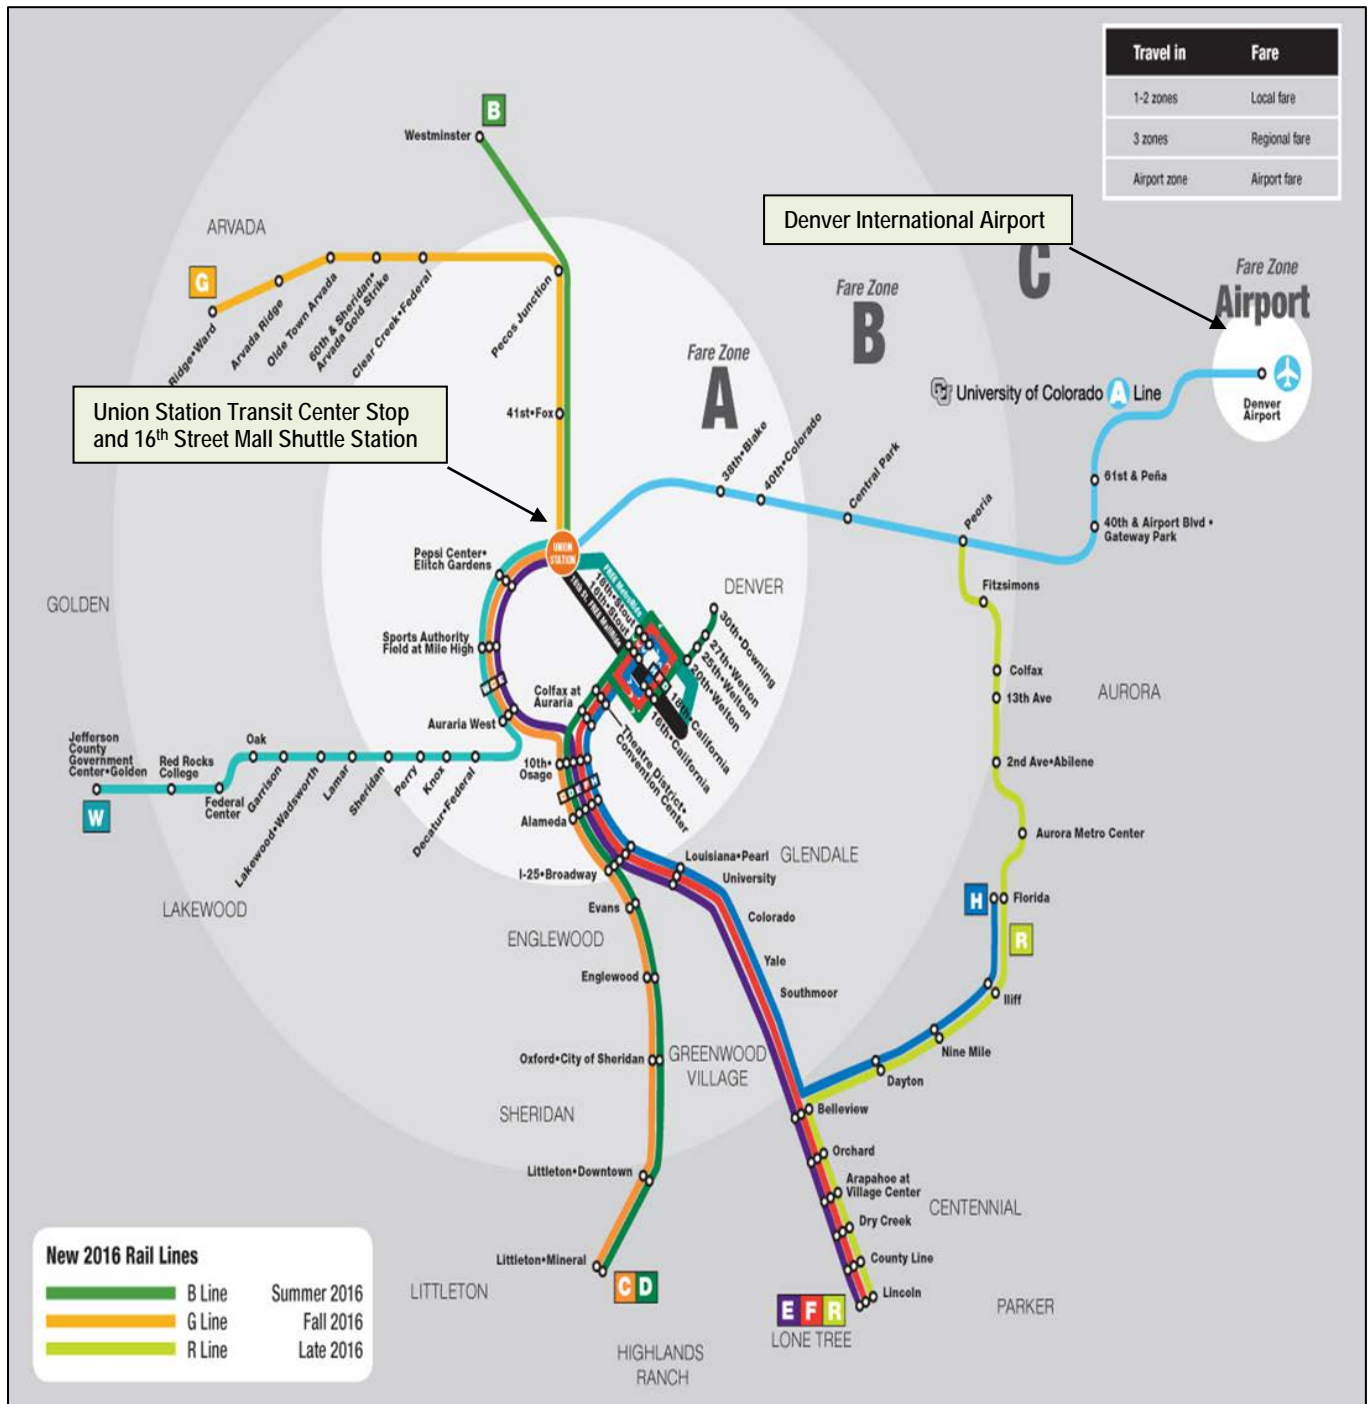 Travel in Fare
1-2 zones Local fare
3 zones Regional fare
Airport zone Airport fare
B
Westminster
ARVADA
G
Ridge•Ward
Arvada Ridge
Olde Town Arvada
60th & Sheridan•
Arvada Gold Strike
Clear Creek•Federal
Pecos Junction
41st•Fox
Denver International Airport
Union Station Transit Center Stop
and 16th Street Mall Shuttle Station
Fare Zone
A
Fare Zone
B
C
Fare Zone
Airport
University of Colorado A Line
Denver
Airport
61st & Peña
40th & Airport Blvd •
Gateway Park
38th•Blake
40th•Colorado
Central Park
Peoria
UNION
STATION
FREE MetroRide
Pepsi Center•
Elitch Gardens
Sports Authority
Field at Mile High
Auraria West
GOLDEN
DENVER
18th•Stout
16th•Stout
30th•Downing
27th•Welton
25th•Welton
20th•Welton
18th•California
16th•California
Theatre District•
Convention Center
Colfax at
Auraria
10th•
Osage
Alameda
I-25•Broadway
Jefferson
County
Government
Center•Golden
Red Rocks
College
Federal
Center
Oak
Garrison
Lakewood•Wadsworth
Lamar
Sheridan
Perry
Knox
Decatur•Federal
W
LAKEWOOD
Fitzsimons
Colfax
13th Ave
AURORA
2nd Ave•Abilene
Aurora Metro Center
H
Florida
R
Iliff
Nine Mile
Dayton
Louisiana•Pearl
GLENDALE
University
Colorado
Yale
Southmoor
Evans
ENGLEWOOD
Englewood
Oxford•City of Sheridan
GREENWOOD
VILLAGE
SHERIDAN
Littleton•Downtown
Littleton•Mineral
C D
LITTLETON
HIGHLANDS
RANCH
Belleview
Orchard
Arapahoe at
Village Center
CENTENNIAL
Dry Creek
County Line
Lincoln
E F R
LONE TREE
PARKER
New 2016 Rail Lines
B Line Summer 2016
G Line Fall 2016
R Line Late 2016